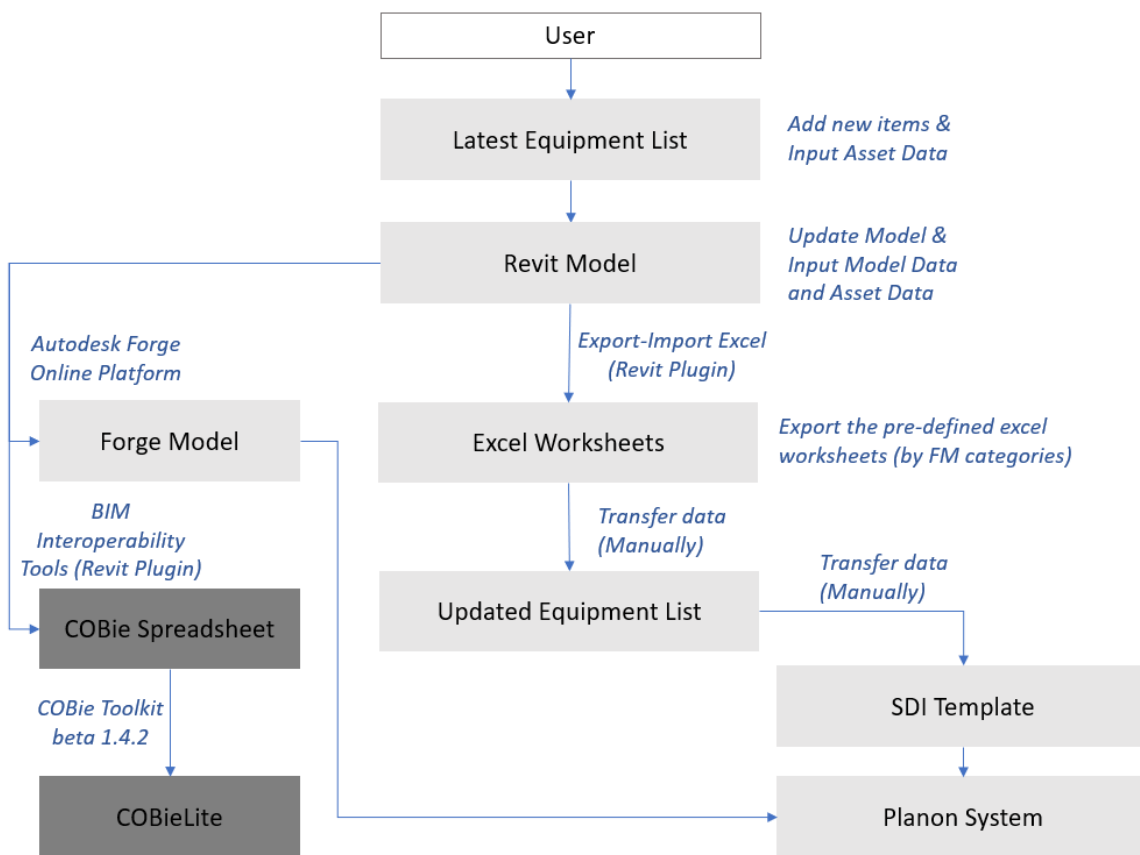 User
Latest Equipment List
Add new items &
Input Asset Data
Revit Model
Update Model &
Input Model Data
and Asset Data
Autodesk Forge
Online Platform
Export-Import Excel
(Revit Plugin)
Forge Model
Excel Worksheets
Export the pre-defined excel
worksheets (by FM categories)
BIM
Interoperability
Tools (Revit Plugin)
Transfer data
(Manually)
Transfer data
(Manually)
COBie Spreadsheet
Updated Equipment List
COBie Toolkit
beta 1.4.2
SDI Template
COBieLite
Planon System